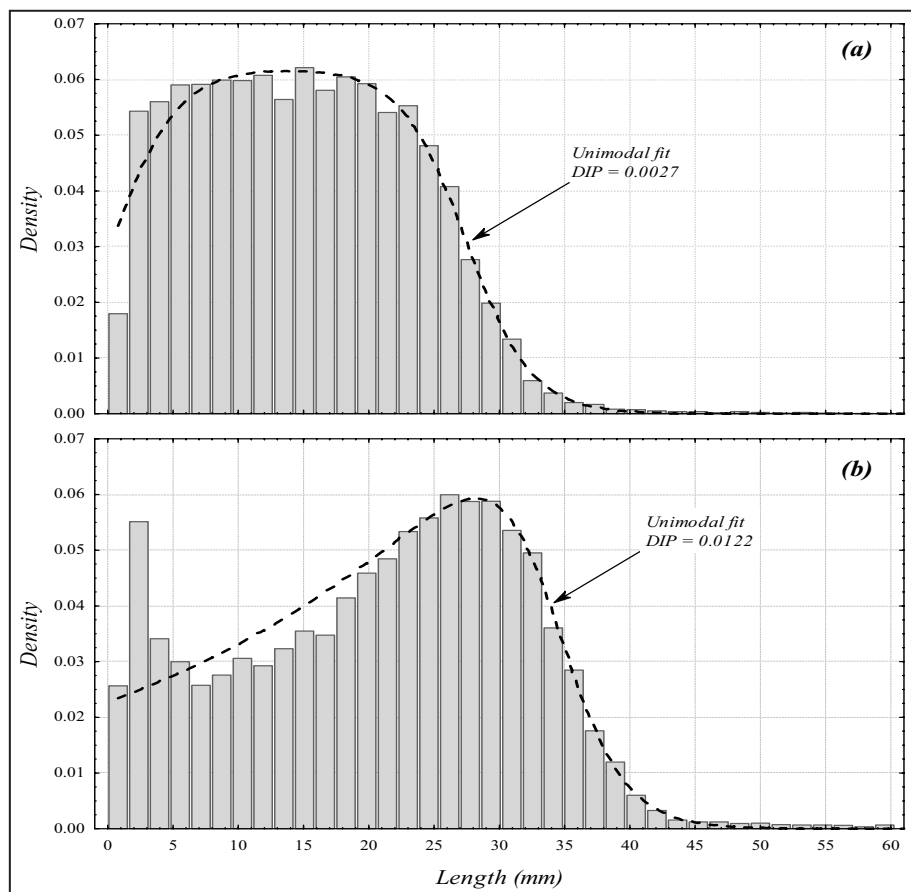 0.07
(a)
0.06
0.05
Unimodal fit
DIP = 0.0027
0.04
Density
0.03
0.02
0.01
0.00
0.07
(b)
0.06
Unimodal fit
DIP = 0.0122
0.05
0.04
Density
0.03
0.02
0.01
0.00
0 5 10 15 20 25 30 35 40 45 50 55 60
Length (mm)